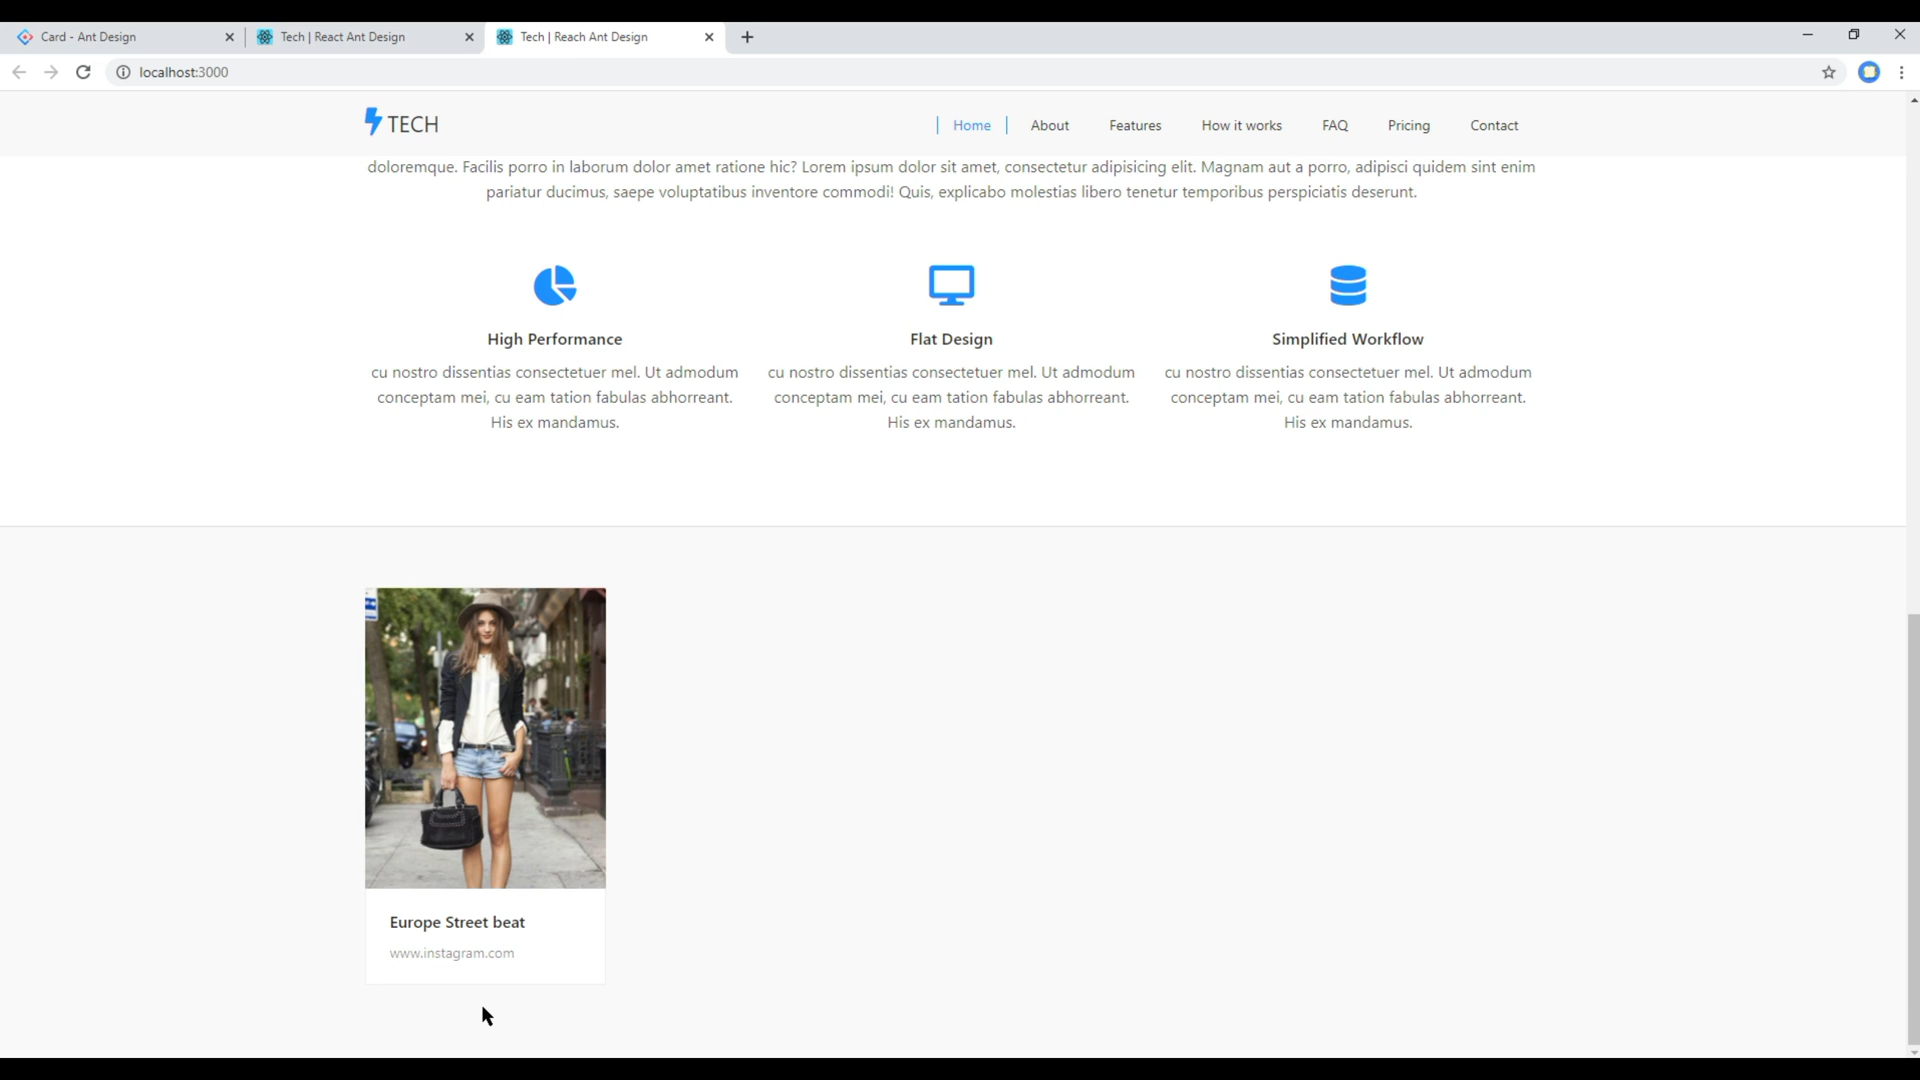 Card - Ant Design
Tech | React Ant Design
Tech | Reach Ant Design
localhost:3000
TECH
Home
About
Features
How it works
FAQ
Pricing
Contact
doloremque. Facilis porro in laborum dolor amet ratione hic? Lorem ipsum dolor sit amet, consectetur adipisicing elit. Magnam aut a porro, adipisci quidem sint enim
pariatur ducimus, saepe voluptatibus inventore commodi! Quis, explicabo molestias libero tenetur temporibus perspiciatis deserunt.
High Performance
cu nostro dissentias consectetuer mel. Ut admodum
conceptam mei, cu eam tation fabulas abhorreant.
His ex mandamus.
Flat Design
cu nostro dissentias consectetuer mel. Ut admodum
conceptam mei, cu eam tation fabulas abhorreant.
His ex mandamus.
Simplified Workflow
cu nostro dissentias consectetuer mel. Ut admodum
conceptam mei, cu eam tation fabulas abhorreant.
His ex mandamus.
Europe Street beat
www.instagram.com